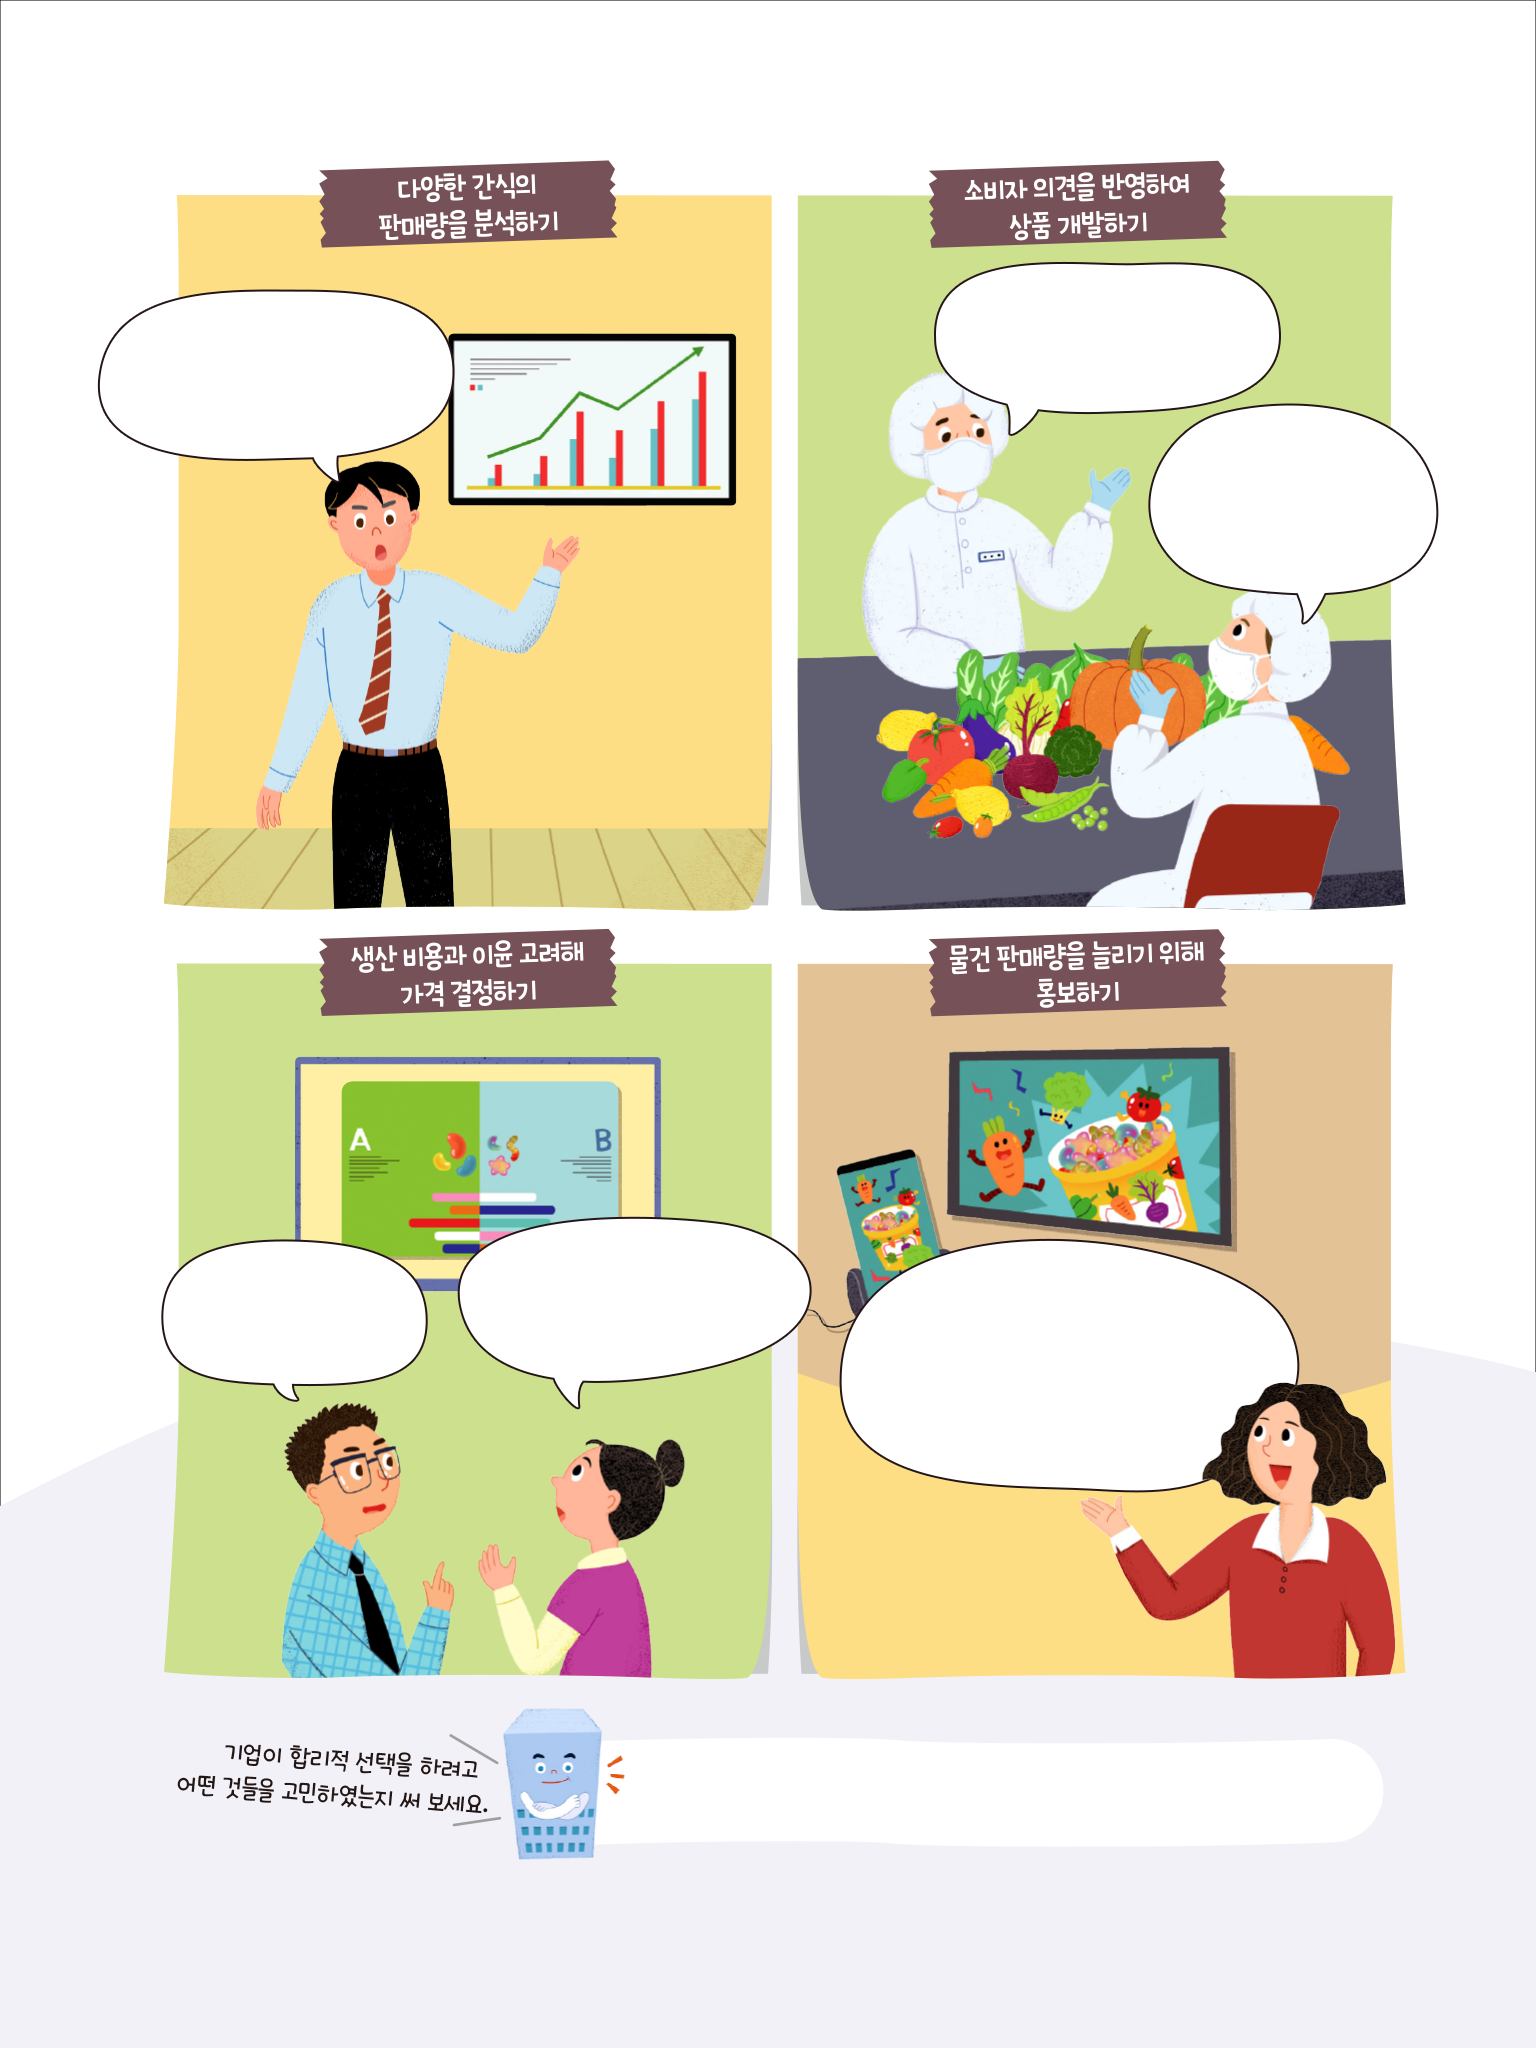 다양한 간식의
판매량을 분석하기
소비자 의견을 반영하여
상품 개발하기
생산 비용과 이윤 고려해
가격 결정하기
A
B
물건 판매량을 늘리기 위해
홍보하기
기업이 합리적 선택을 하려고
어떤 것들을 고민하였는지 써 보세요.